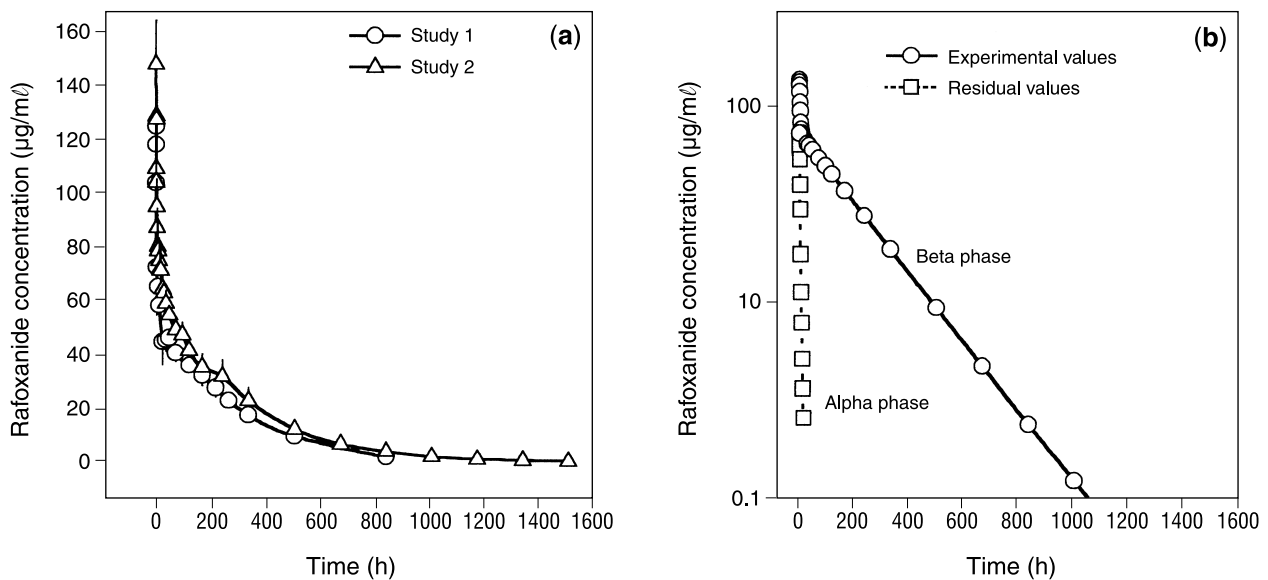 (a)
Study 1
Study 2
Rafoxanide concentration (µg/mℓ)
160
140
120
100
80
60
40
20
0
0 200 400 600 800 1000 1200 1400 1600
Time (h)
(b)
Experimental values
Residual values
Rafoxanide concentration (µg/mℓ)
100
10
0.1
Beta phase
Alpha phase
0 200 400 600 800 1000 1200 1400 1600
Time (h)